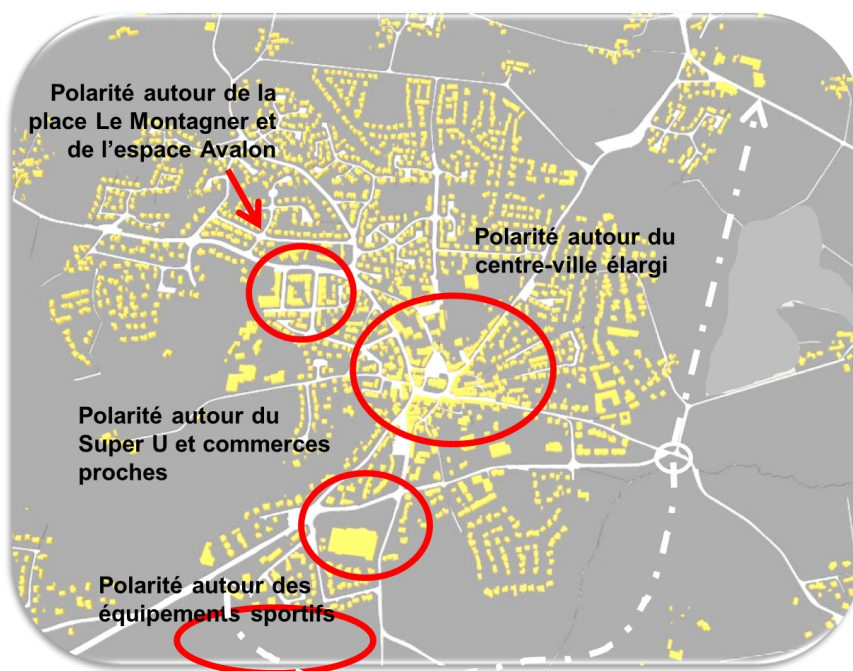 Polarité autour de la
place Le Montagner et
de l'espace Avalon
Polarité autour du
centre-ville élargi
Polarité autour du
Super U et commerces
proches
Polarité autour des
équipements sportifs